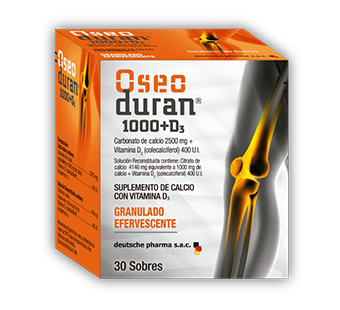 Oseo
duran®
1000+D₃
Carbonato de calcio 2500 mg +
Vitamina D₃ (colecalciferol) 400 U.I.
Solución Reconstituida contiene: Citrato de
calcio 4146 mg equivalente a 1000 mg de
calcio + Vitamina D₃ (colecalciferol) 400 U.I.
SUPLEMENTO DE CALCIO
CON VITAMINA D₃
GRANULADO
EFERVESCENTE
deutsche pharma s.a.c.
30 Sobres